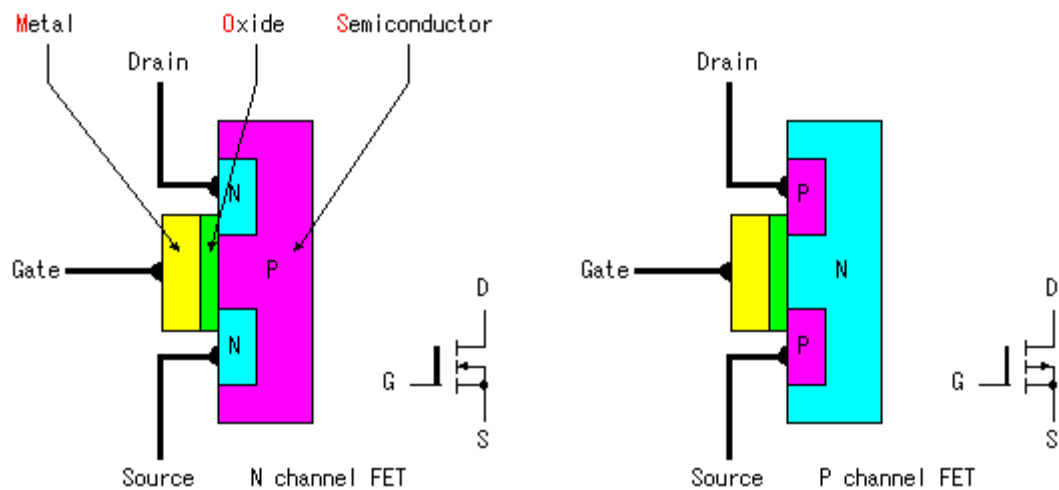 Metal Oxide Semiconductor
Drain
N
Gate
P
N
D
G
S
Source N channel FET
Drain
P
Gate
N
P
D
G
S
Source P channel FET